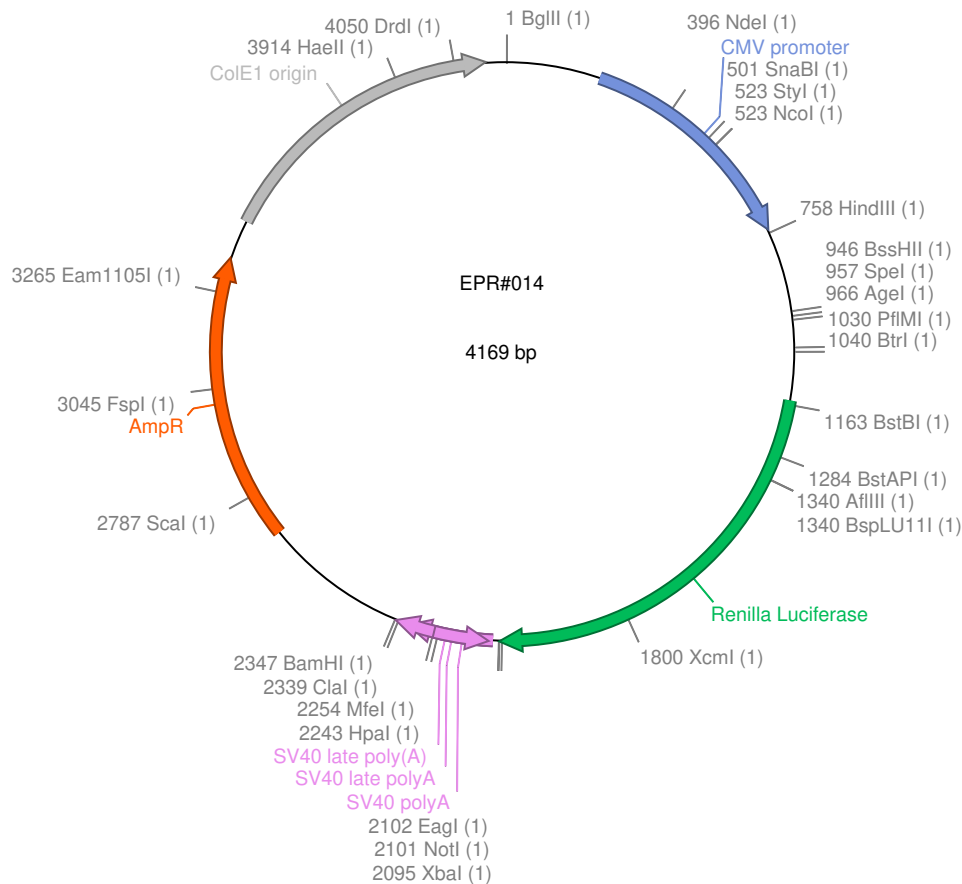 4050 DrdI (1)
3914 HaeII (1)
ColE1 origin
1 BglII (1)
396 NdeI (1)
CMV promoter
501 SnaBI (1)
523 StyI (1)
523 NcoI (1)
758 HindIII (1)
946 BssHII (1)
957 SpeI (1)
966 AgeI (1)
1030 PflMI (1)
1040 BtrI (1)
EPR#014
4169 bp
3265 Eam1105I (1)
3045 FspI (1)
AmpR
2787 ScaI (1)
1163 BstBI (1)
1284 BstAPI (1)
1340 AflIII (1)
1340 BspLU11I (1)
Renilla Luciferase
1800 XcmI (1)
2347 BamHI (1)
2339 ClaI (1)
2254 MfeI (1)
2243 HpaI (1)
SV40 late poly(A)
SV40 late polyA
SV40 polyA
2102 EagI (1)
2101 NotI (1)
2095 XbaI (1)